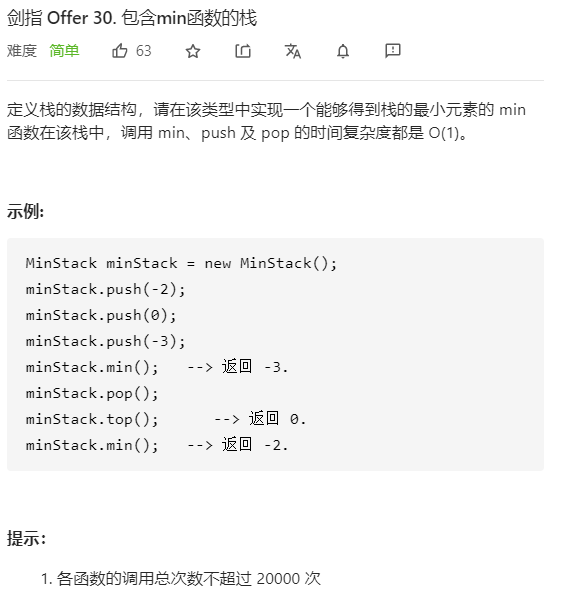 剑指 Offer 30. 包含min函数的栈
难度 简单 63
定义栈的数据结构，请在该类型中实现一个能够得到栈的最小元素的 min
函数在该栈中，调用 min、push 及 pop 的时间复杂度都是 O(1)。
示例:
MinStack minStack = new MinStack();
minStack.push(-2);
minStack.push(0);
minStack.push(-3);
minStack.min();   --> 返回 -3.
minStack.pop();
minStack.top();      --> 返回 0.
minStack.min();   --> 返回 -2.
提示：
1. 各函数的调用总次数不超过 20000 次